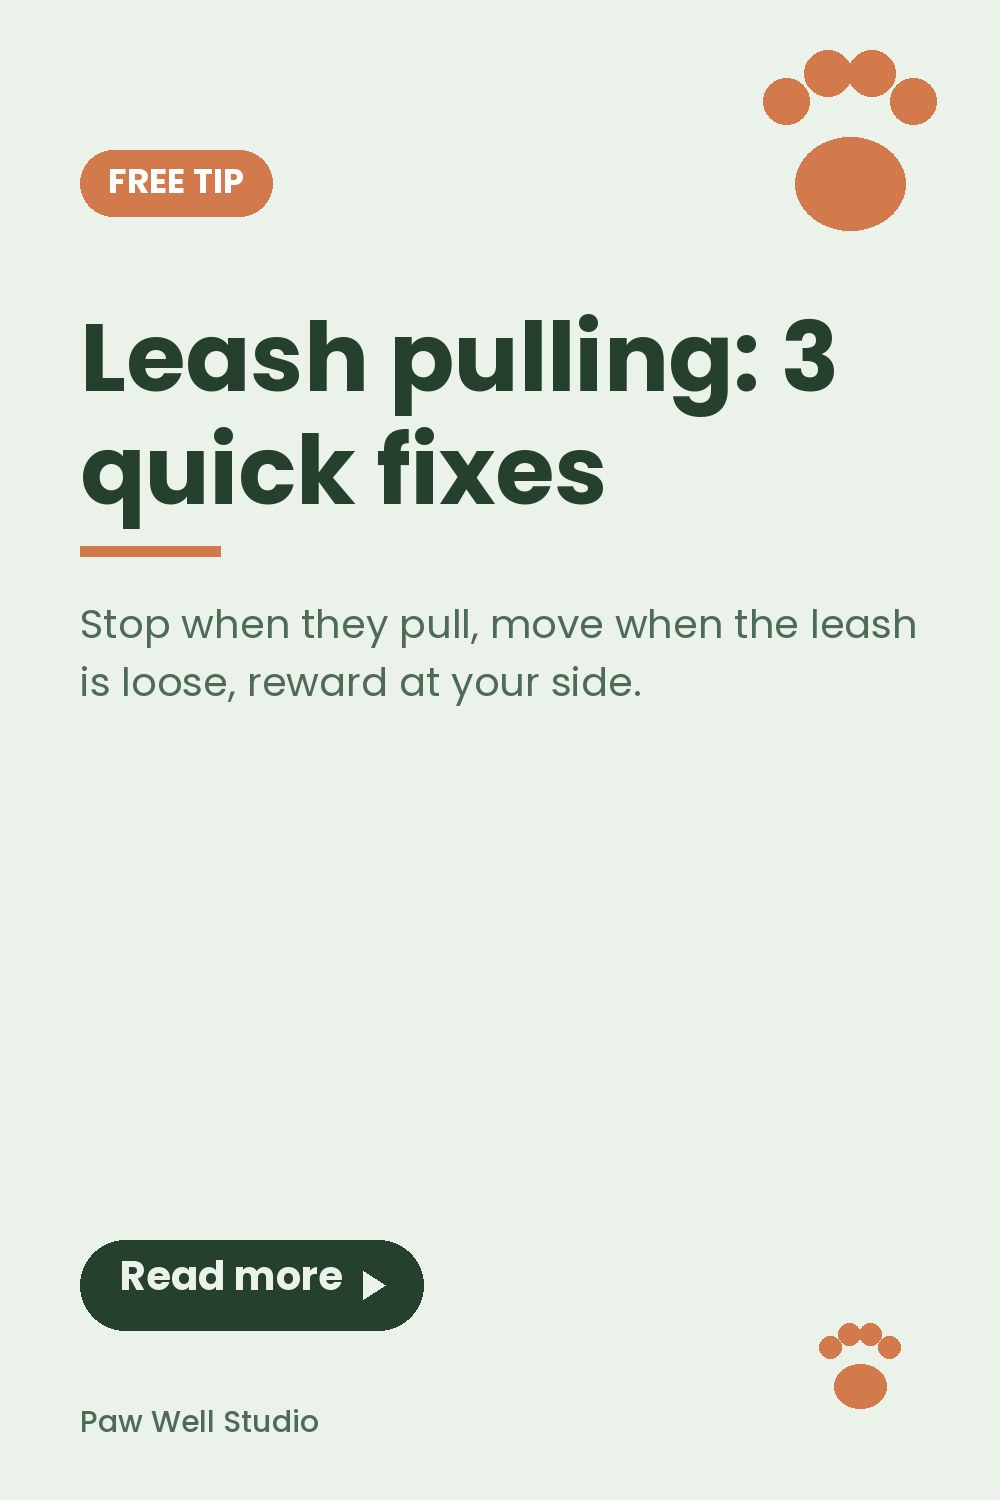 FREE TIP
Leash pulling: 3
quick fixes
Stop when they pull, move when the leash
is loose, reward at your side.
Read more
Paw Well Studio